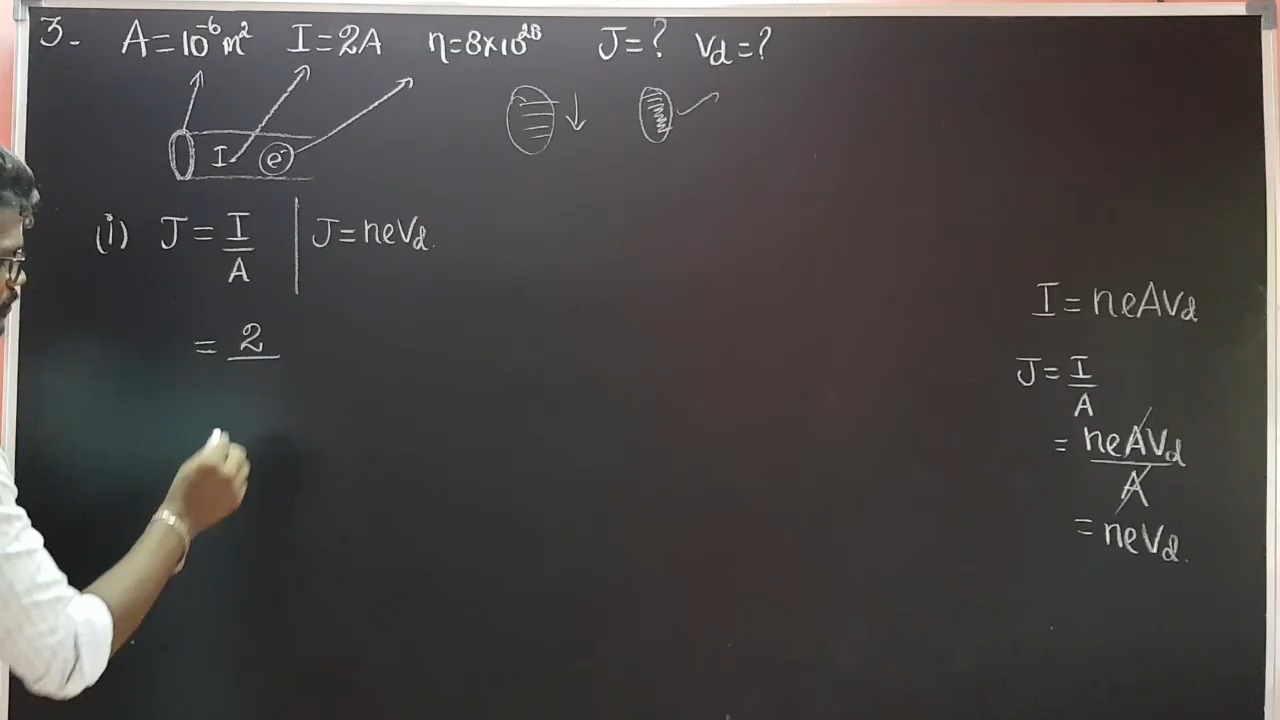 3. A = 10⁻⁶ m² I = 2A n = 8×10²⁸ J = ? Vd = ?
I e⁻
(i) J = I/A | J = neVd.
= 2
I = neAVd
J = I/A
= neAVd/A
= neVd.